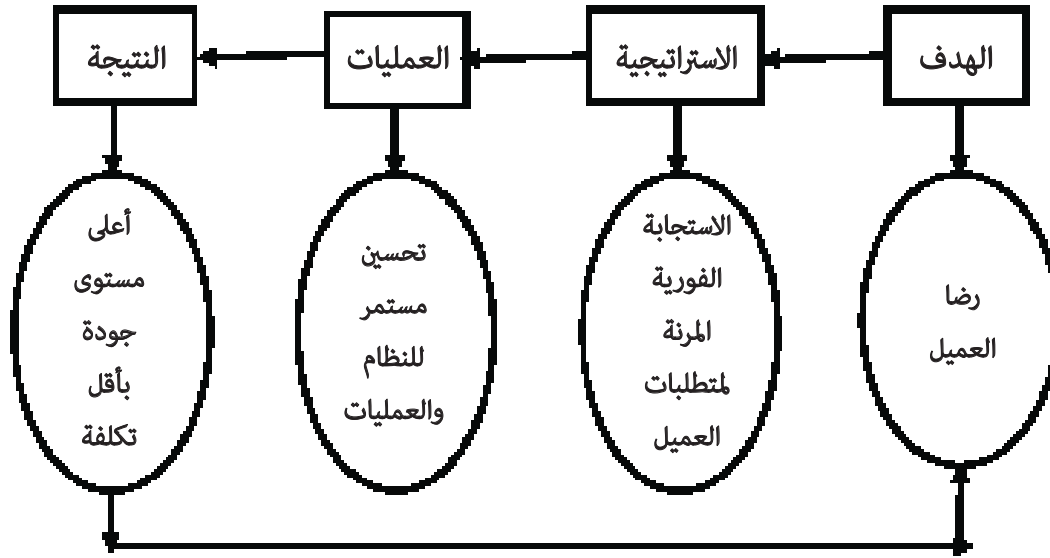 الهدف
الاستراتيجية
العمليات
النتيجة
رضا
العميل
الاستجابة
الفورية
المرنة
لمتطلبات
العميل
تحسين
مستمر
للنظام
والعمليات
أعلى
مستوى
جودة
بأقل
تكلفة